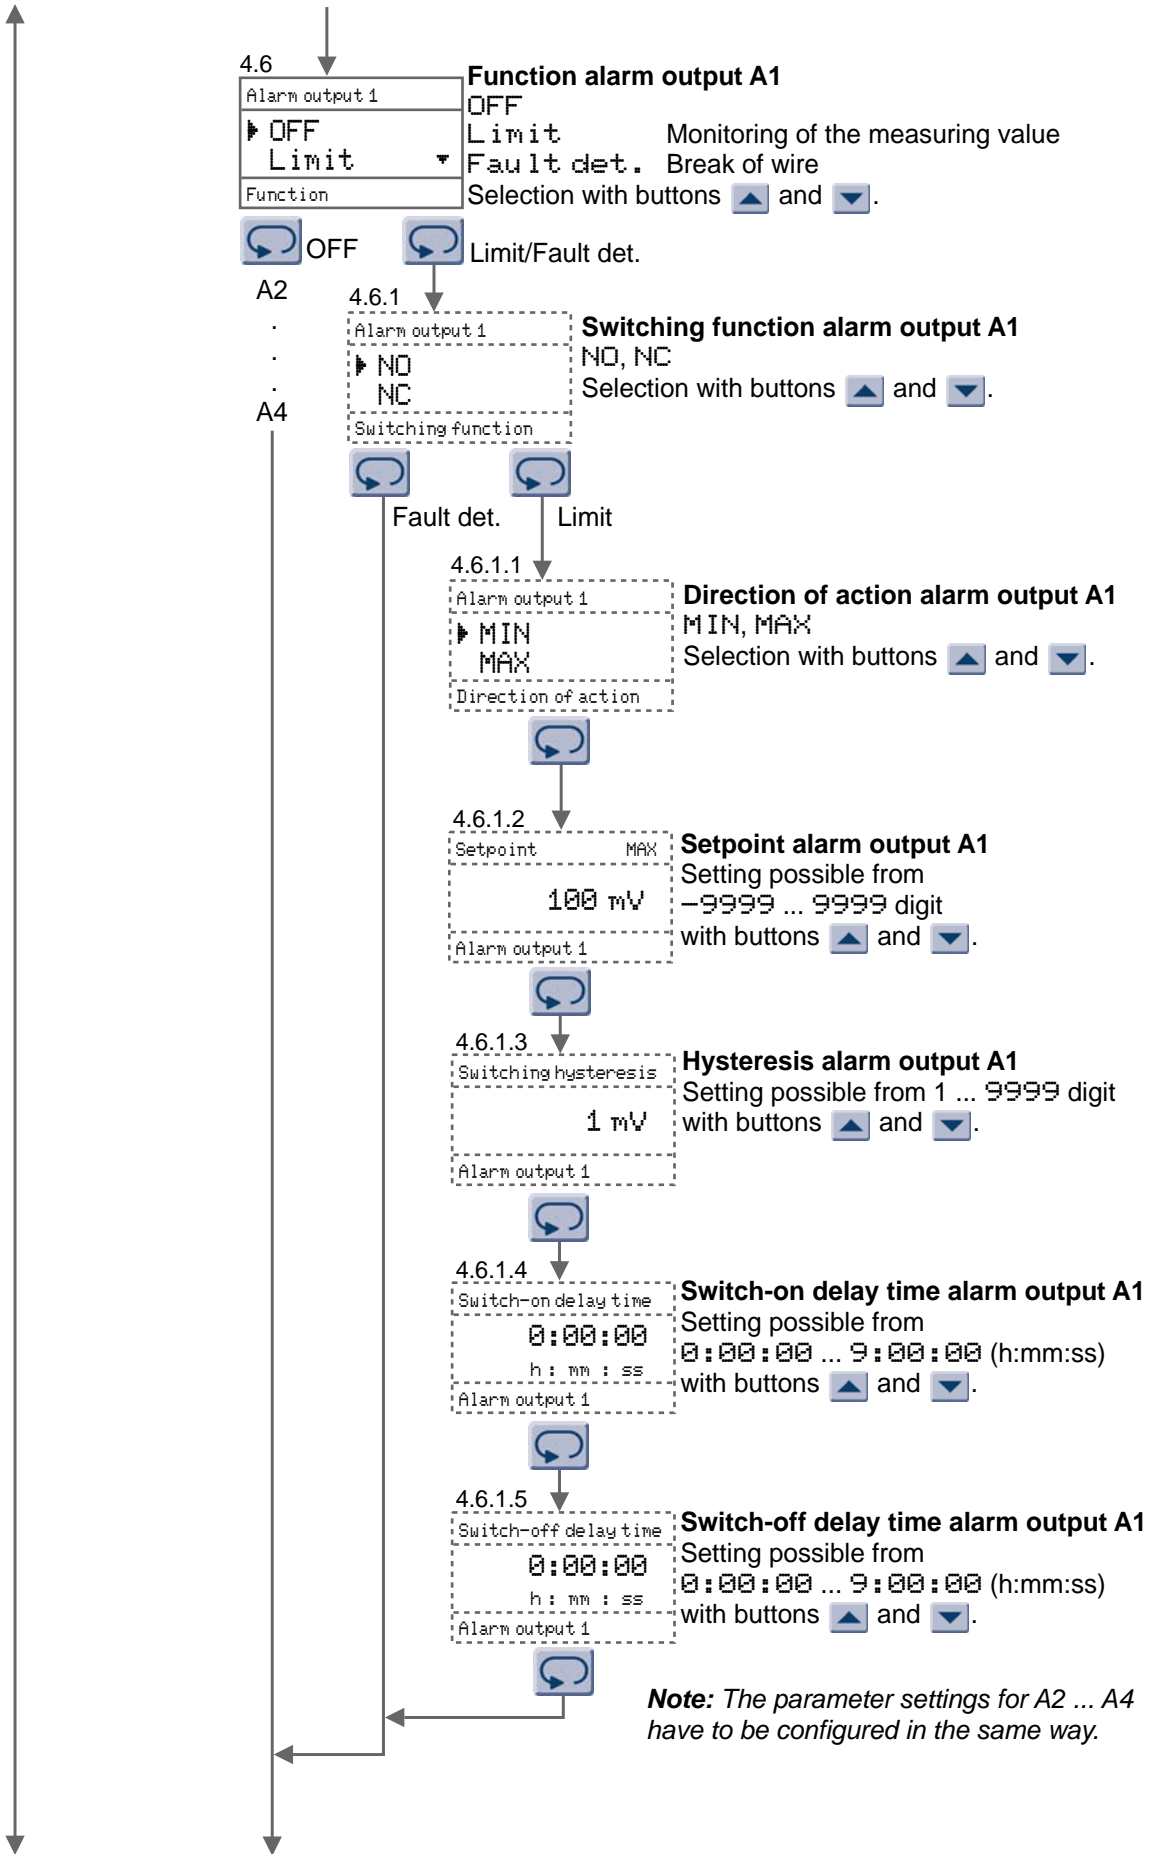 4.6
Alarm output 1
OFF
Limit
Function
Function alarm output A1
OFF
Limit Monitoring of the measuring value
Fault det. Break of wire
Selection with buttons and .
OFF
Limit/Fault det.
A2
.
.
.
A4
4.6.1
Alarm output 1
NO
NC
Switching function
Switching function alarm output A1
NO, NC
Selection with buttons and .
Fault det.
Limit
4.6.1.1
Alarm output 1
MIN
MAX
Direction of action
Direction of action alarm output A1
MIN, MAX
Selection with buttons and .
4.6.1.2
Setpoint MAX
100 mV
Alarm output 1
Setpoint alarm output A1
Setting possible from
-9999 ... 9999 digit
with buttons and .
4.6.1.3
Switching hysteresis
1 mV
Alarm output 1
Hysteresis alarm output A1
Setting possible from 1 ... 9999 digit
with buttons and .
4.6.1.4
Switch-on delay time
0:00:00
h : mm : ss
Alarm output 1
Switch-on delay time alarm output A1
Setting possible from
0:00:00 ... 9:00:00 (h:mm:ss)
with buttons and .
4.6.1.5
Switch-off delay time
0:00:00
h : mm : ss
Alarm output 1
Switch-off delay time alarm output A1
Setting possible from
0:00:00 ... 9:00:00 (h:mm:ss)
with buttons and .
Note: The parameter settings for A2 ... A4
have to be configured in the same way.